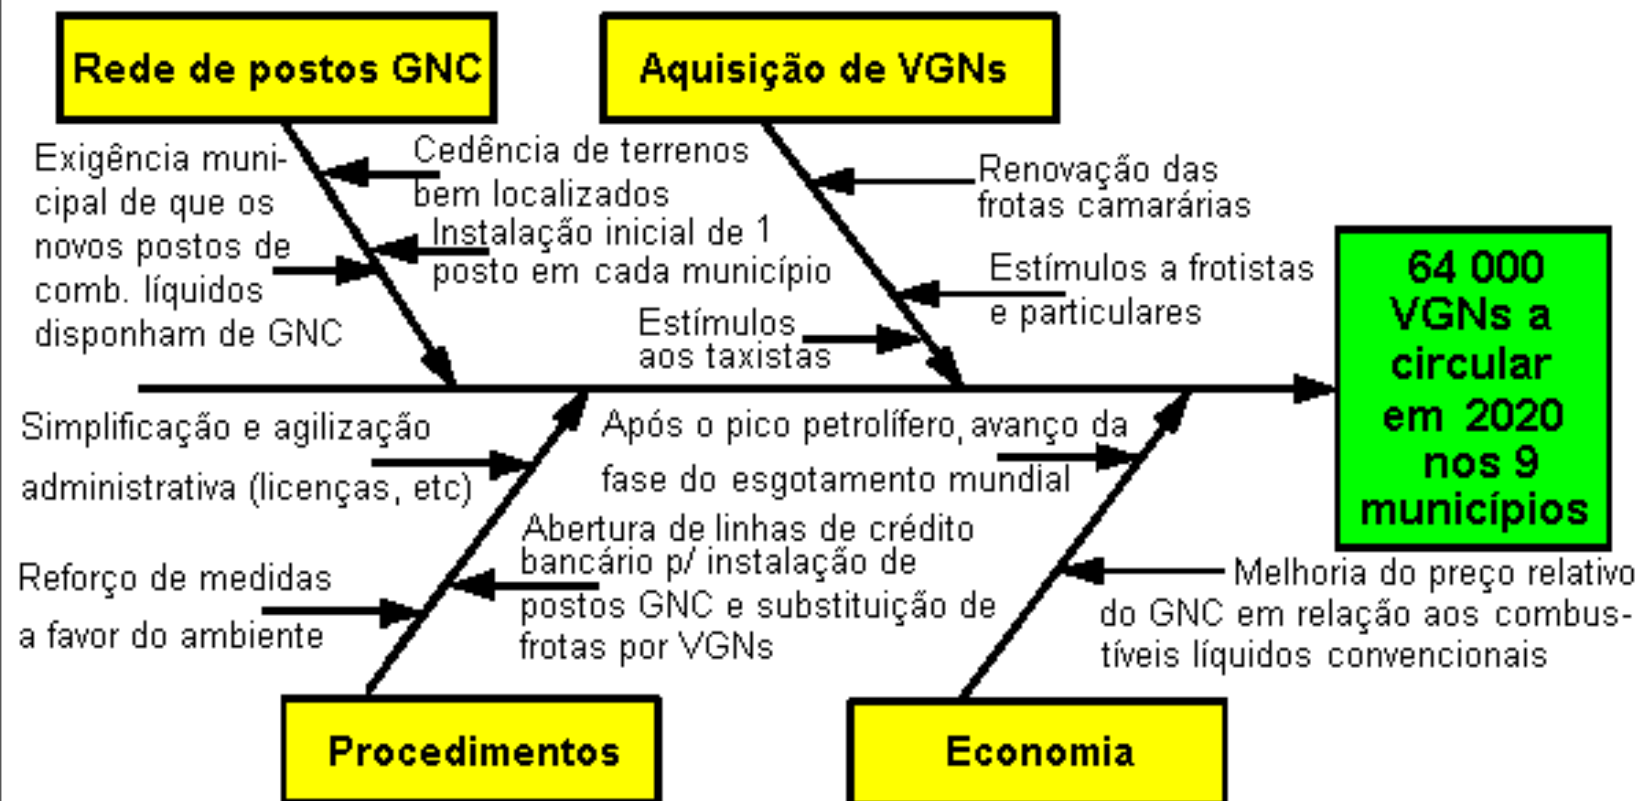 Rede de postos GNC
Aquisição de VGNs
Exigência muni-
cipal de que os
novos postos de
comb. líquidos
disponham de GNC
Cedência de terrenos
bem localizados
Instalação inicial de 1
posto em cada município
Renovação das
frotas camarárias
Estímulos a frotistas
e particulares
Estímulos
aos taxistas
64 000
VGNs a
circular
em 2020
nos 9
municípios
Simplificação e agilização
administrativa (licenças, etc)
Reforço de medidas
a favor do ambiente
Abertura de linhas de crédito
bancário p/ instalação de
postos GNC e substituição de
frotas por VGNs
Após o pico petrolífero, avanço da
fase do esgotamento mundial
Melhoria do preço relativo
do GNC em relação aos combus-
tíveis líquidos convencionais
Procedimentos
Economia